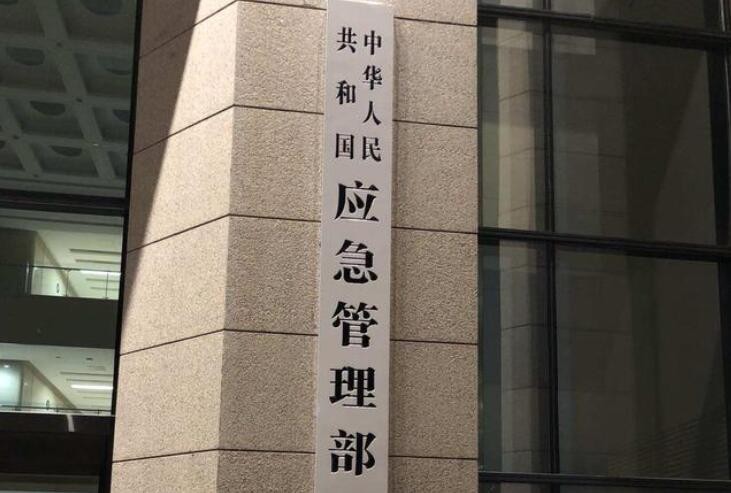 中华人民
共和国
应急管理部